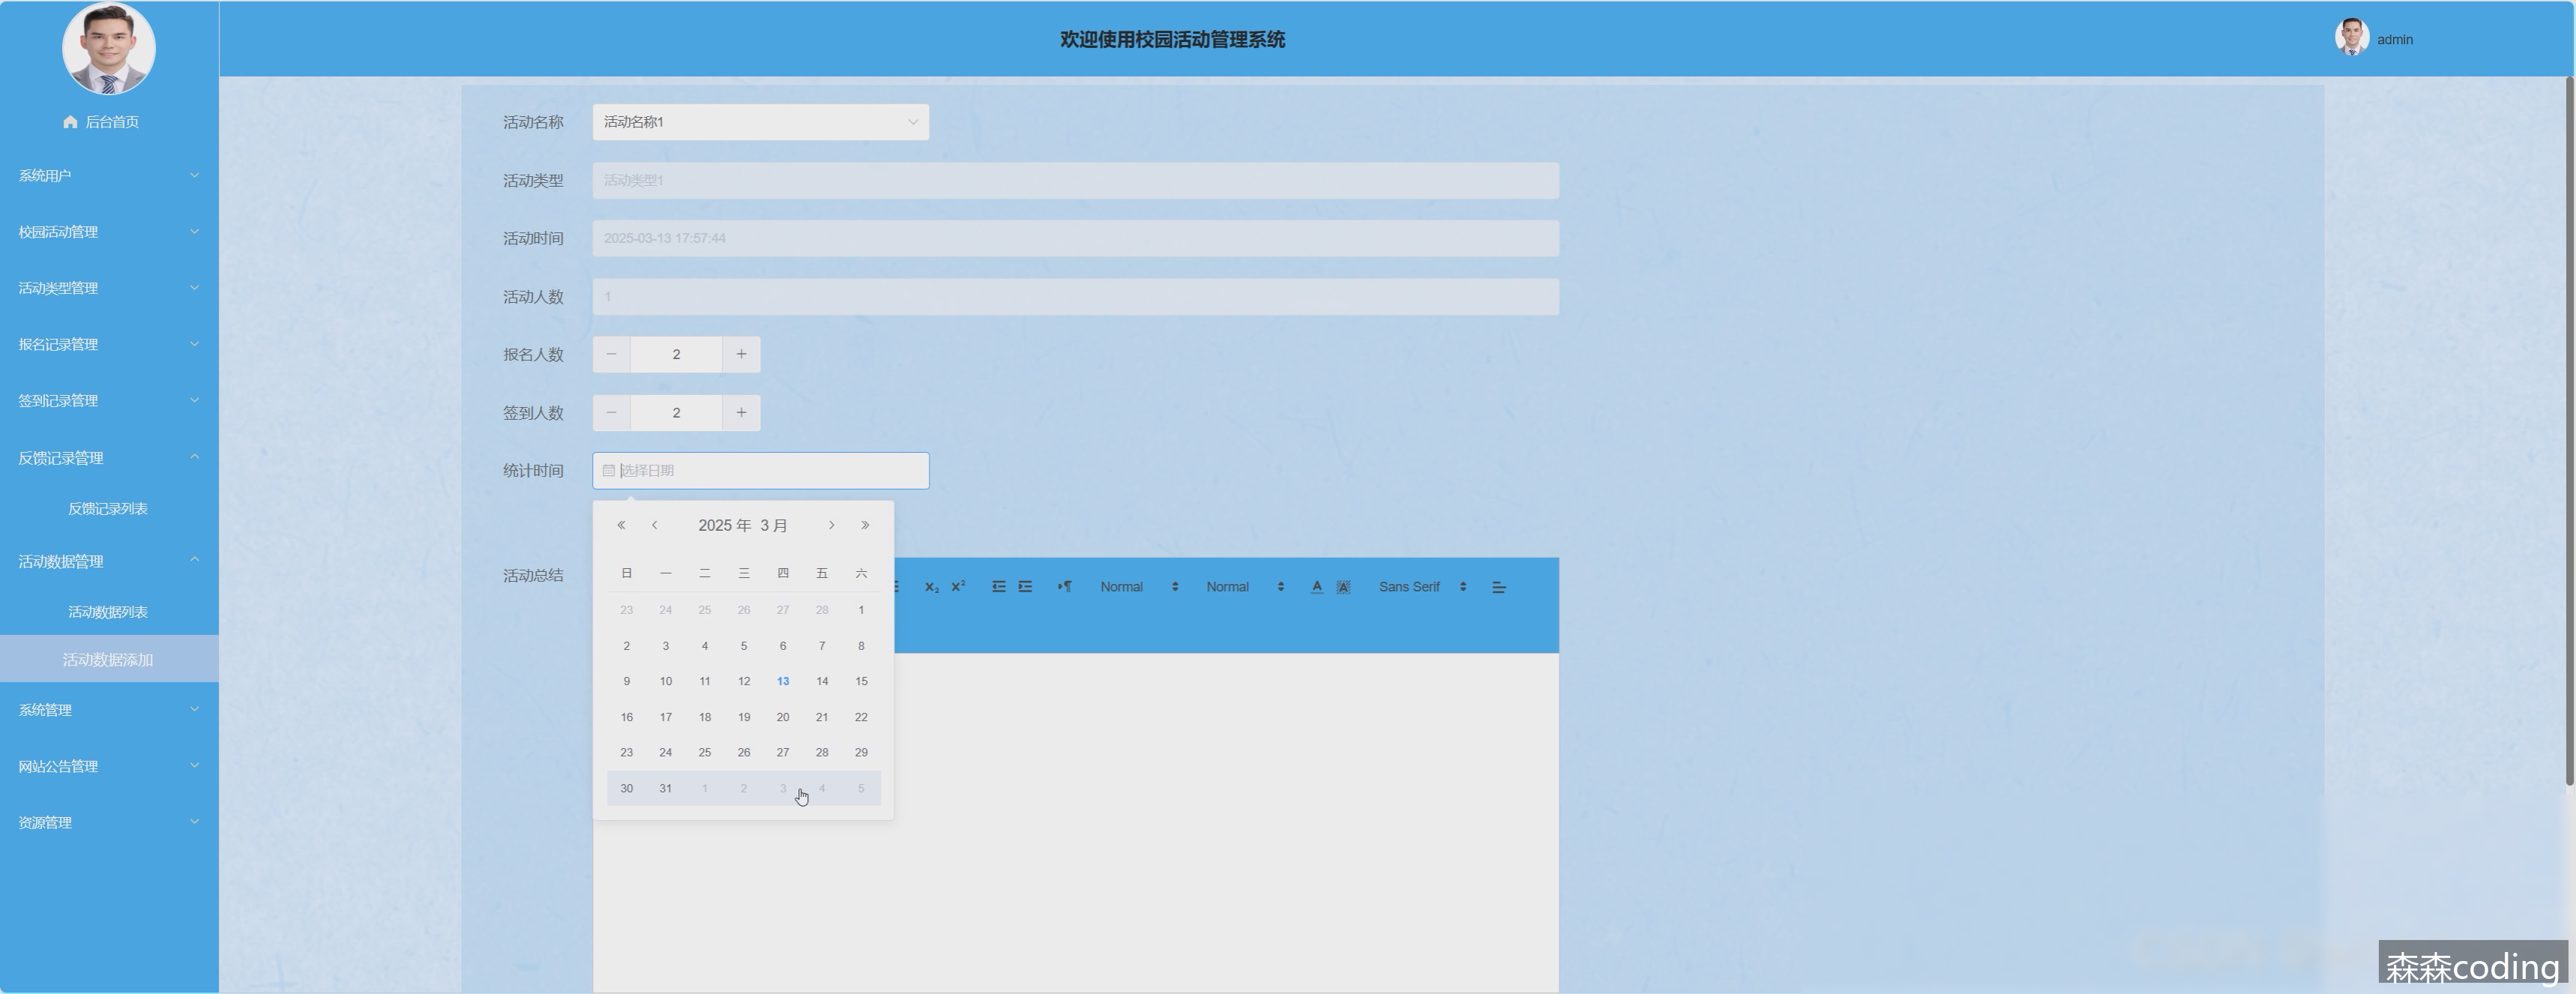 欢迎使用校园活动管理系统
admin
后台首页
系统用户
校园活动管理
活动类型管理
报名记录管理
签到记录管理
反馈记录管理
反馈记录列表
活动数据管理
活动数据列表
活动数据添加
系统管理
网站公告管理
资源管理
活动名称 活动名称1
活动类型 活动类型1
活动时间 2025-03-13 17:57:44
活动人数 1
报名人数 2
签到人数 2
统计时间 选择日期
2025 年 3 月
日 一 二 三 四 五 六
23 24 25 26 27 28 1
2 3 4 5 6 7 8
9 10 11 12 13 14 15
16 17 18 19 20 21 22
23 24 25 26 27 28 29
30 31 1 2 3 4 5
活动总结
Normal Normal Sans Serif
森森coding